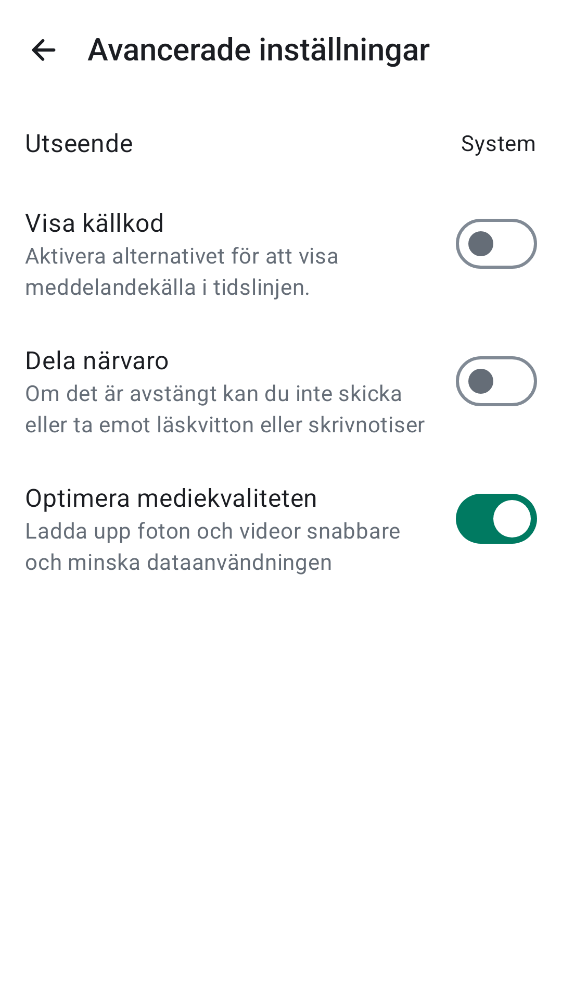 Avancerade inställningar
Utseende
System
Visa källkod
Aktivera alternativet för att visa
meddelandekälla i tidslinjen.
Dela närvaro
Om det är avstängt kan du inte skicka
eller ta emot läskvitton eller skrivnotiser
Optimera mediekvaliteten
Ladda upp foton och videor snabbare
och minska dataanvändningen